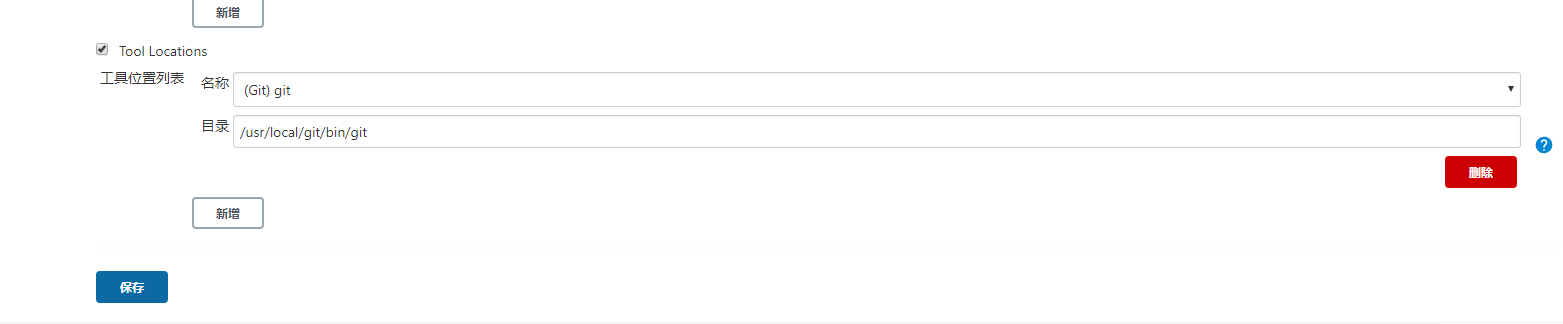 新增
Tool Locations
工具位置列表
名称
(Git) git
目录
/usr/local/git/bin/git
?
删除
新增
保存